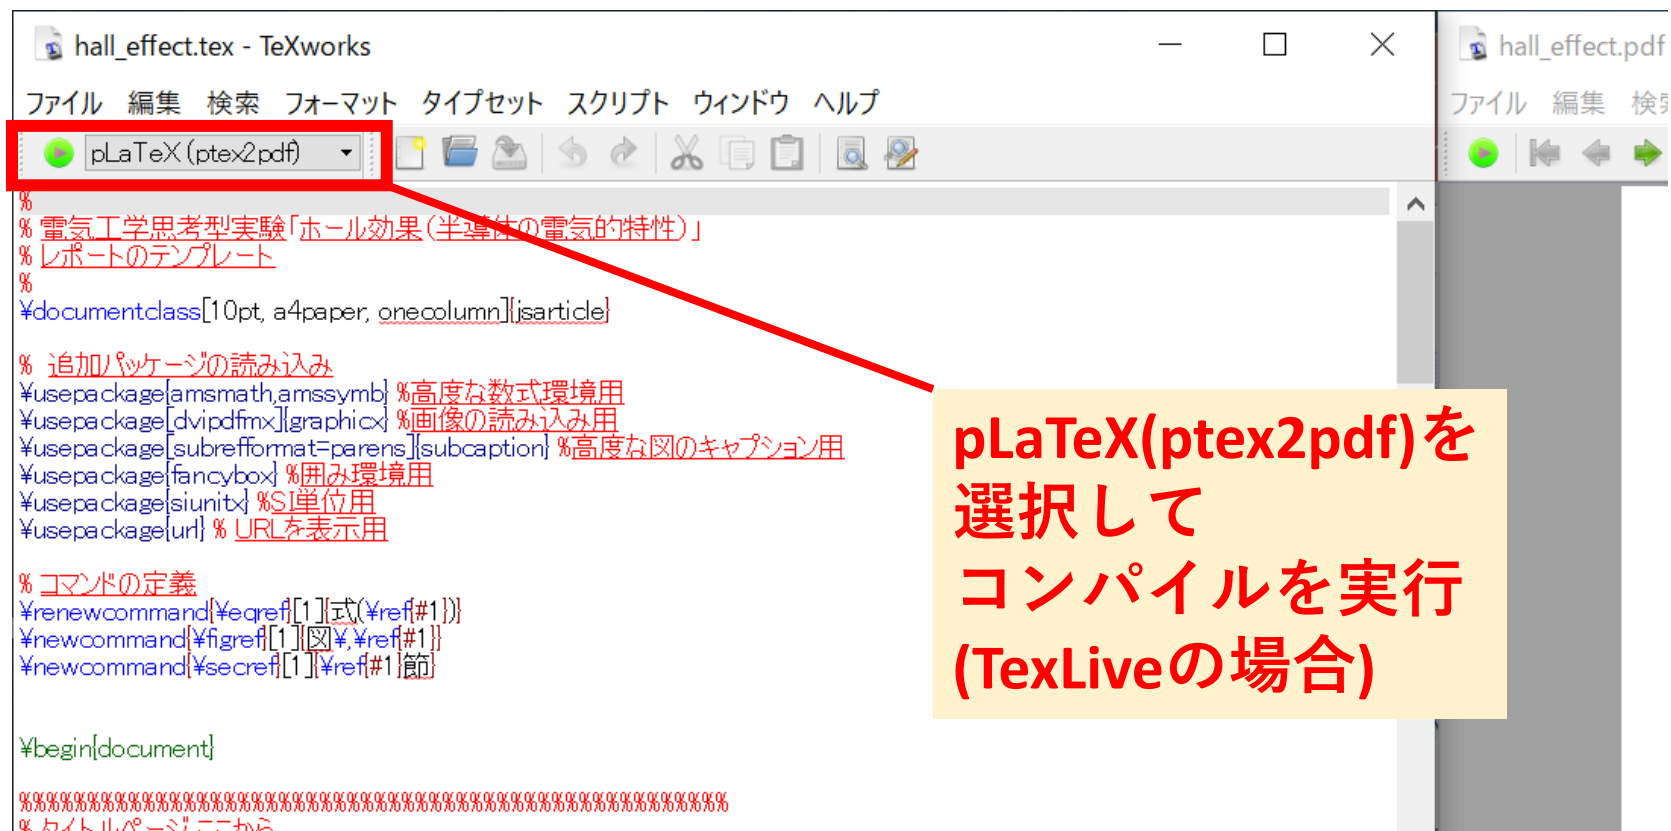 hall_effect.tex - TeXworks
hall_effect.pdf
ファイル 編集 検索 フォーマット タイプセット スクリプト ウィンドウ ヘルプ
ファイル 編集
pLaTeX(ptex2pdf)
%
% 電気工学思考型実験「ホール効果(半導体の電気的特性)」
% レポートのテンプレート
%
¥documentclass[10pt, a4paper, onecolumn]{jsarticle}
% 追加パッケージの読み込み
¥usepackage{amsmath,amssymb} %高度な数式環境用
¥usepackage[dvipdfmx]{graphicx} %画像の読み込み用
¥usepackage[subrefformat=parens]{subcaption} %高度な図のキャプション用
¥usepackage{fancybox} %囲み環境用
¥usepackage{siunitx} %SI単位用
¥usepackage{url} % URLを表示用
% コマンドの定義
¥renewcommand{¥eqref}[1]{式(¥ref{#1})}
¥newcommand{¥figref}[1]{図¥,¥ref{#1}}
¥newcommand{¥secref}[1]{¥ref{#1}節}
¥begin{document}
%%%%%%%%%%%%%%%%%%%%%%%%%%%%%%%%%%%%%%%%%%%%%%%%%%%%
% タイトルページ ここから
pLaTeX(ptex2pdf)を
選択して
コンパイルを実行
(TexLiveの場合)